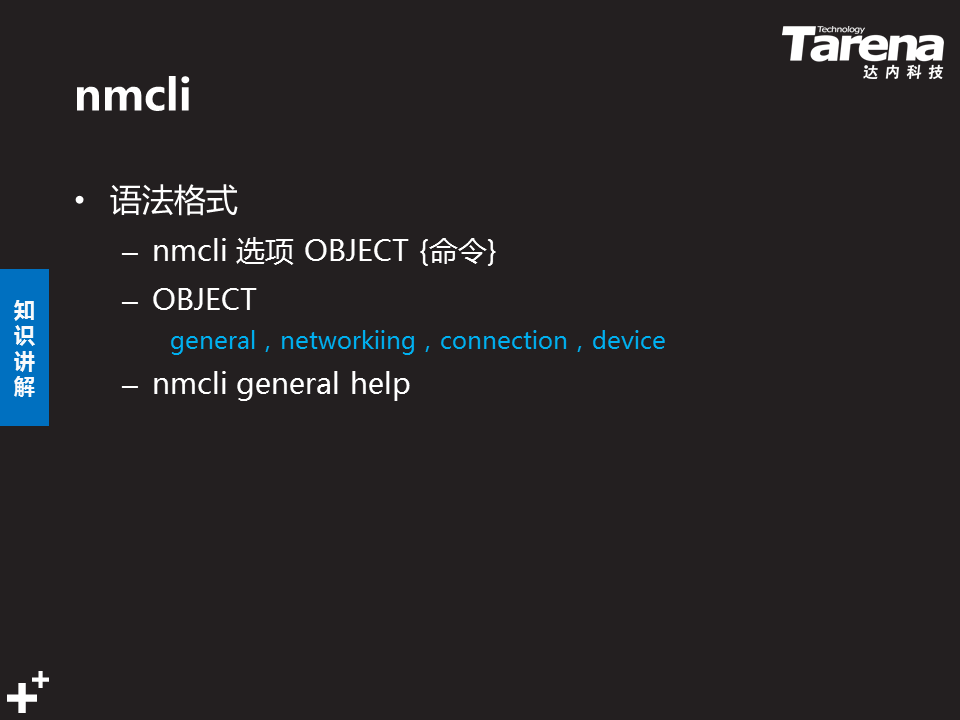 Technology
Tarena
达内科技
nmcli
• 语法格式
– nmcli 选项 OBJECT {命令}
– OBJECT
general，networkiing，connection，device
– nmcli general help
知
识
讲
解